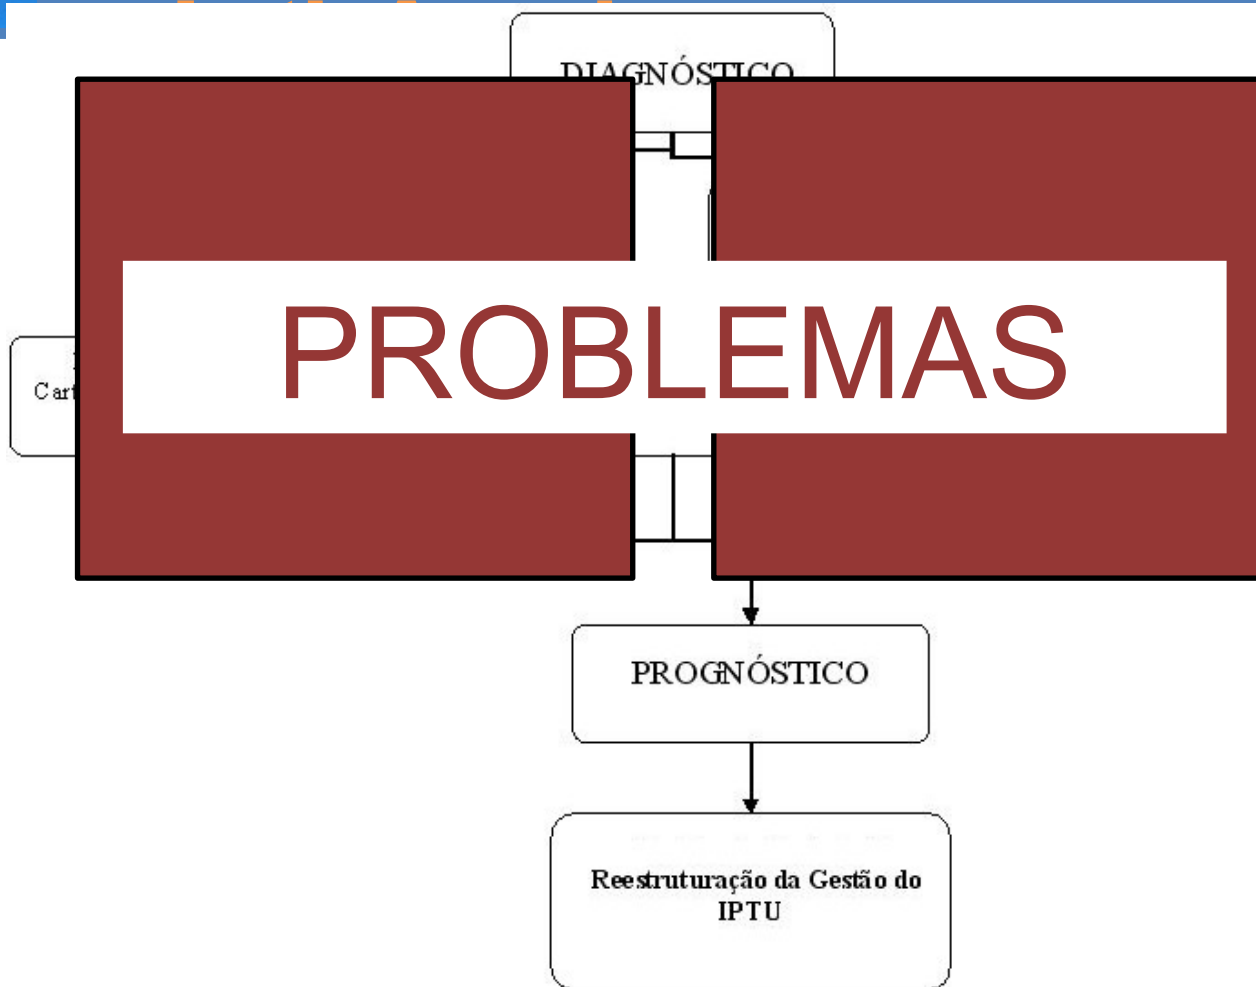 DIAGNÓSTICO
PROBLEMAS
PROGNÓSTICO
Reestruturação da Gestão do
IPTU